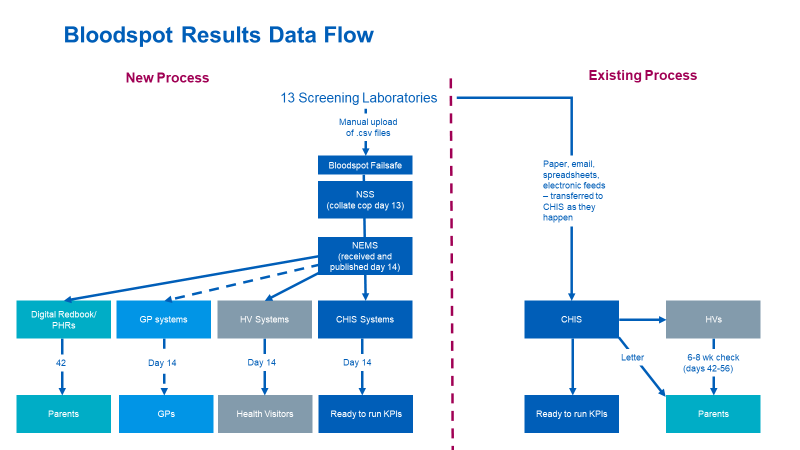 Bloodspot Results Data Flow
New Process
Existing Process
13 Screening Laboratories
Manual upload
of .csv files
Bloodspot Failsafe
NSS
(collate cop day 13)
NEMS
(received and
published day 14)
Paper, email,
spreadsheets,
electronic feeds
– transferred to
CHIS as they
happen
Digital Redbook/
PHRs
GP systems
HV Systems
CHIS Systems
CHIS
HVs
42
Day 14
Day 14
Day 14
Letter
6-8 wk check
(days 42-56)
Parents
GPs
Health Visitors
Ready to run KPIs
Ready to run KPIs
Parents